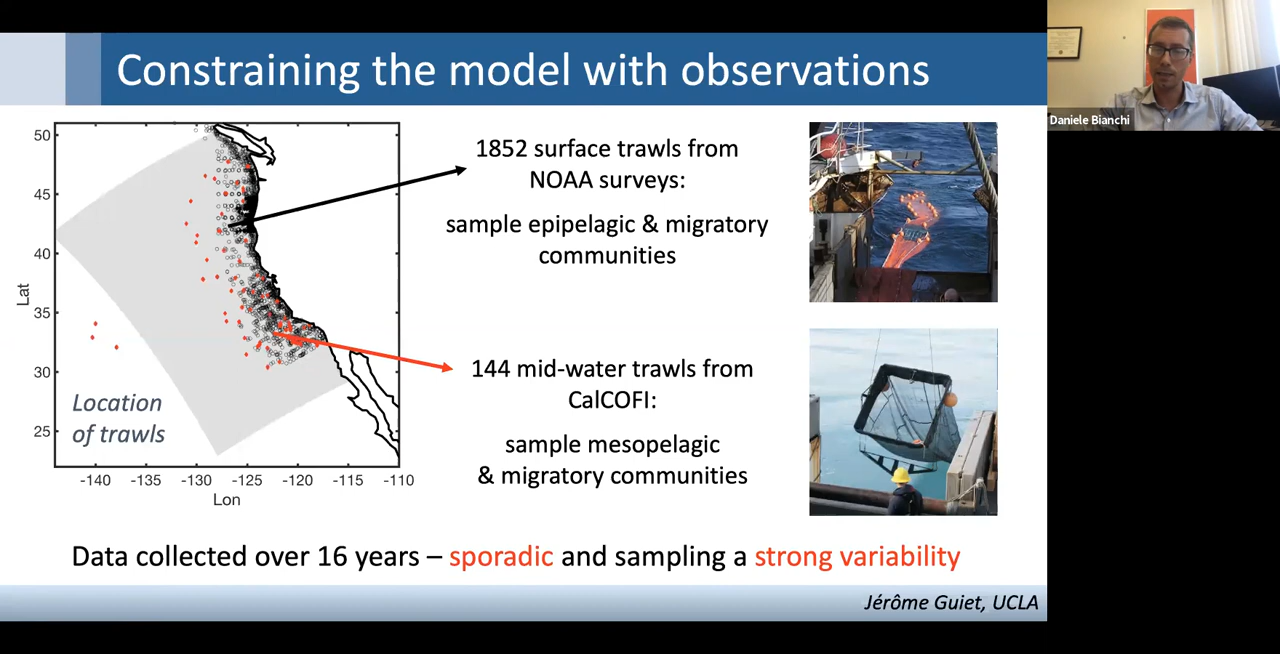 Constraining the model with observations
Daniele Bianchi
50
45
40
35
30
25
Lat
-140 -135 -130 -125 -120 -115 -110
Lon
Location
of trawls
1852 surface trawls from
NOAA surveys:
sample epipelagic & migratory
communities
144 mid-water trawls from
CalCOFI:
sample mesopelagic
& migratory communities
Data collected over 16 years – sporadic and sampling a strong variability
Jérôme Guiet, UCLA